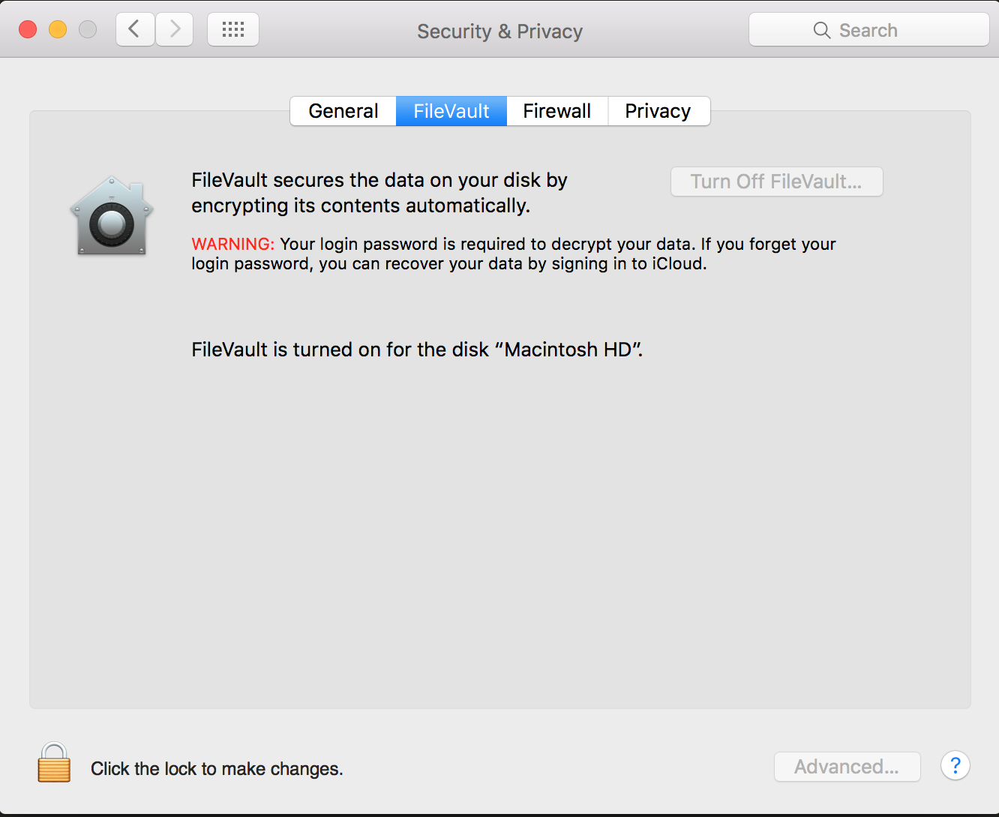 Security & Privacy
Search
General
FileVault
Firewall
Privacy
FileVault secures the data on your disk by
encrypting its contents automatically.
Turn Off FileVault...
WARNING: Your login password is required to decrypt your data. If you forget your
login password, you can recover your data by signing in to iCloud.
FileVault is turned on for the disk “Macintosh HD”.
Click the lock to make changes.
Advanced...
?